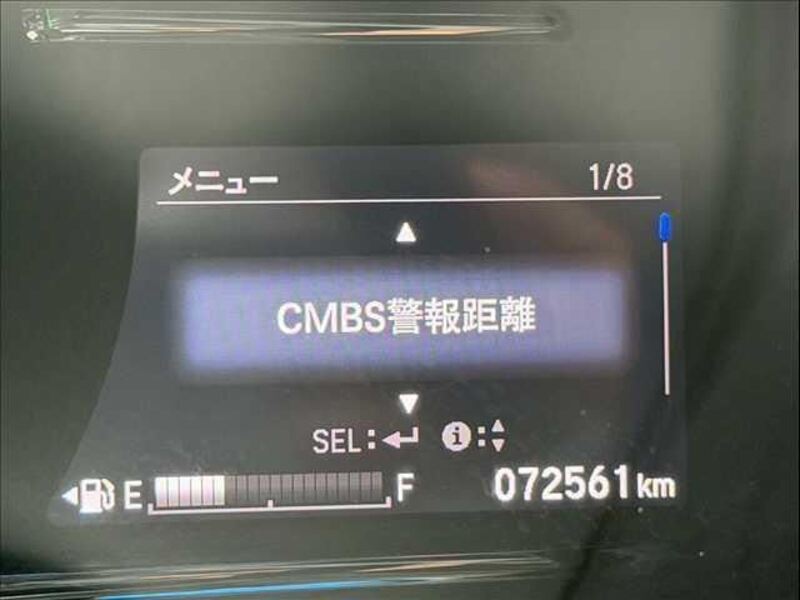 メニュー 1/8
▲
CMBS警報距離
▼
SEL:↵ i:
E F 072561km